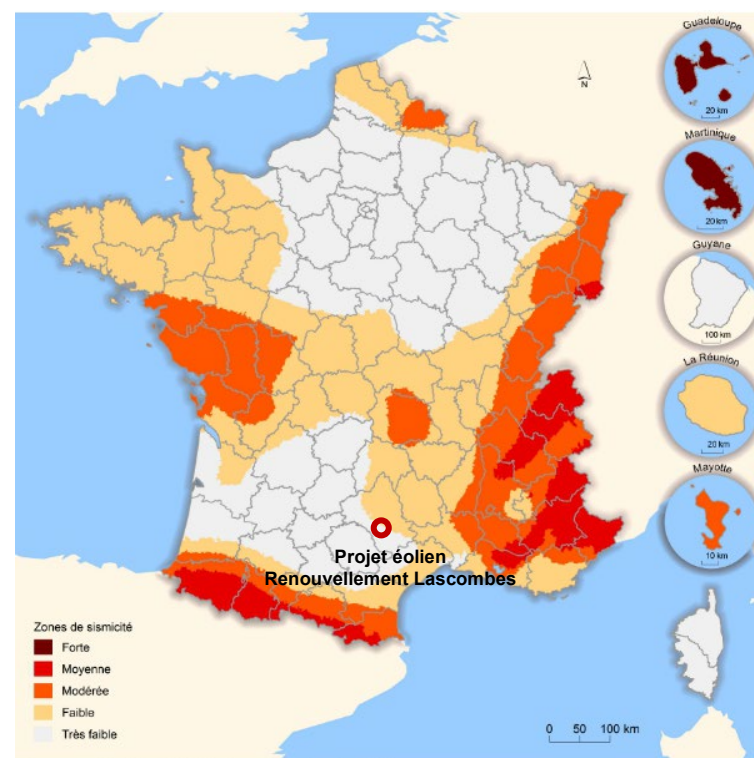 Guadeloupe
20 km
Martinique
20 km
Guyane
100 km
La Réunion
20 km
Mayotte
10 km
N
Projet éolien
Renouvellement Lascombes
Zones de sismicité
Forte
Moyenne
Modérée
Faible
Très faible
0 50 100 km